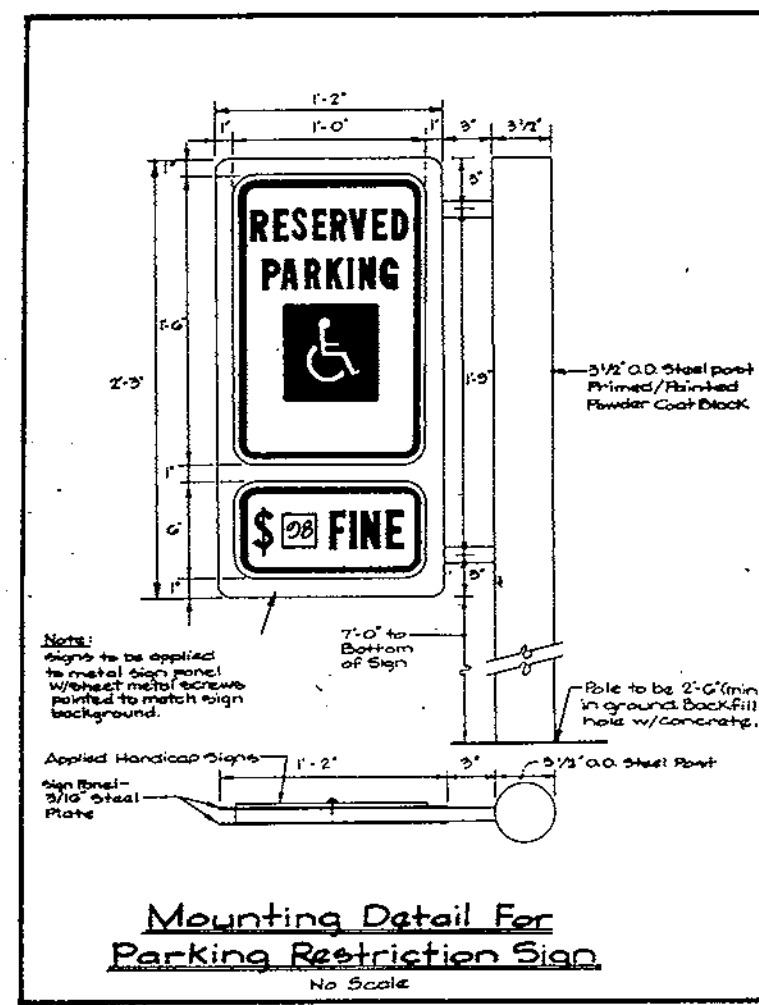 1'-2"
1" 1'-0" 1" 3" 3½"
1"
3"
RESERVED
PARKING
1'-6"
2'-3"
1'-9"
3½" O.D. Steel post
Primed/Painted
Powder Coat Black
1"
6"
$ 98 FINE
1"
3"
Note:
Signs to be applied
to metal sign panel
w/sheet metal screws
painted to match sign
background.
7'-0" to
Bottom
of Sign
Pole to be 2'-6" (min
in ground. Backfill
hole w/concrete.
Applied Handicap Signs
1'-2" 3" 3½" O.D. Steel Post
Sign Panel-
3/16" Steel
Plate
Mounting Detail For
Parking Restriction Sign
No Scale